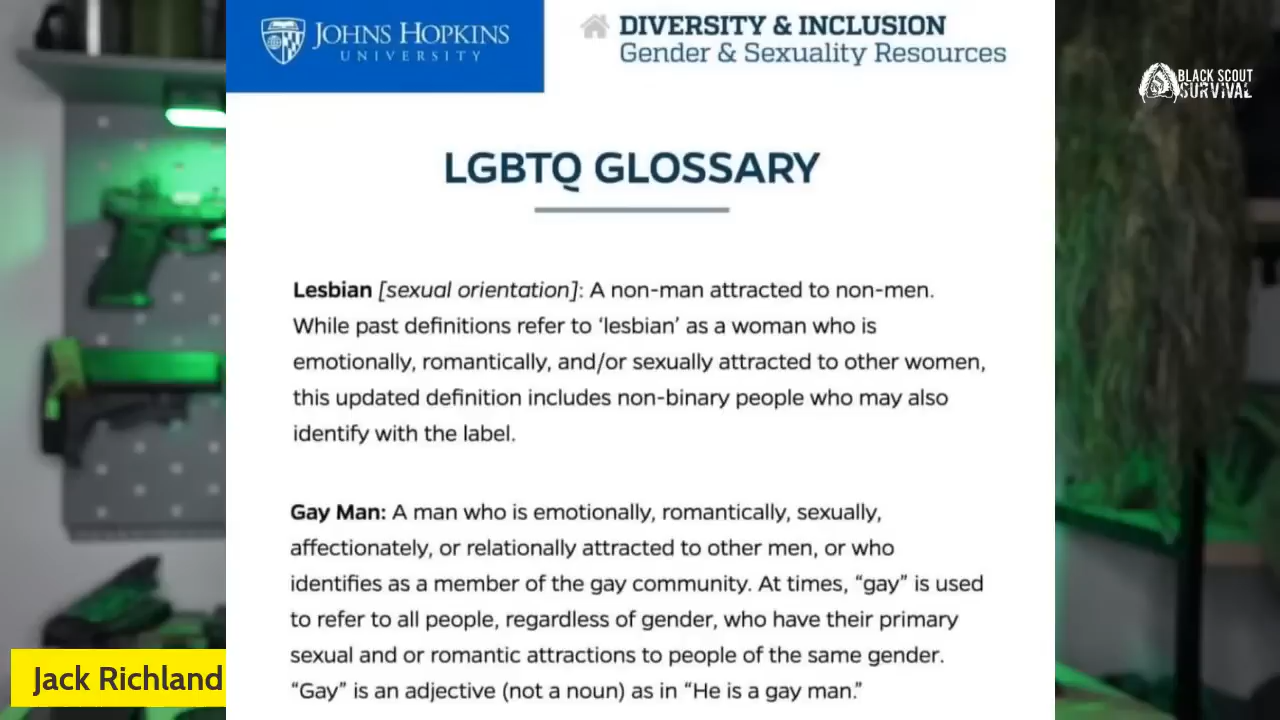 JOHNS HOPKINS
UNIVERSITY
DIVERSITY & INCLUSION
Gender & Sexuality Resources
BLACK SCOUT
SURVIVAL
LGBTQ GLOSSARY
Lesbian [sexual orientation]: A non-man attracted to non-men.
While past definitions refer to ‘lesbian’ as a woman who is
emotionally, romantically, and/or sexually attracted to other women,
this updated definition includes non-binary people who may also
identify with the label.
Gay Man: A man who is emotionally, romantically, sexually,
affectionately, or relationally attracted to other men, or who
identifies as a member of the gay community. At times, “gay” is used
to refer to all people, regardless of gender, who have their primary
sexual and or romantic attractions to people of the same gender.
“Gay” is an adjective (not a noun) as in “He is a gay man.”
Jack Richland